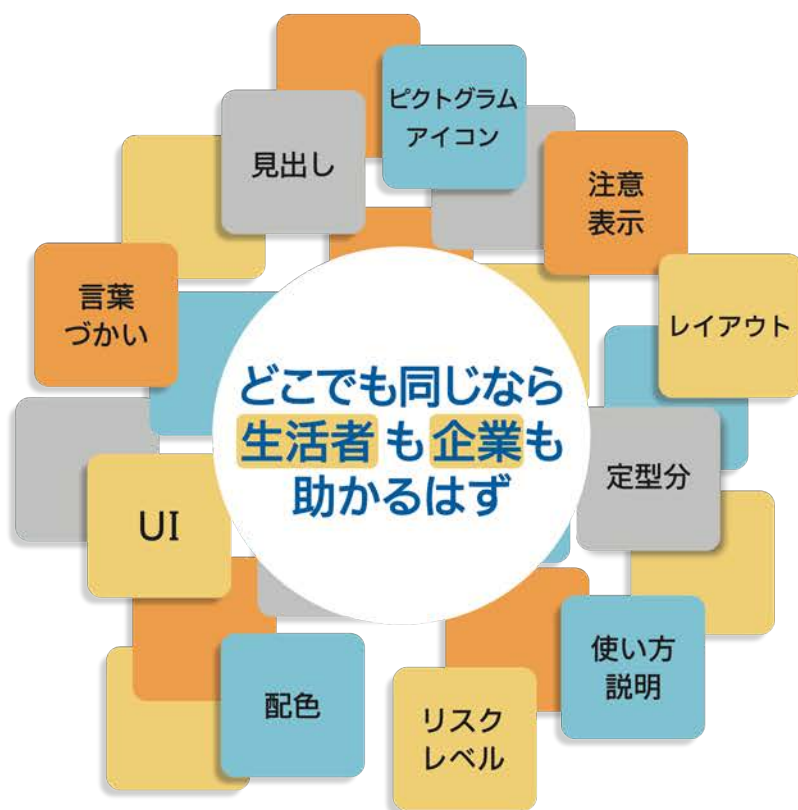 ピクトグラム
アイコン
見出し
注意
表示
言葉
づかい
レイアウト
どこでも同じなら
生活者も企業も
助かるはず
定型分
UI
使い方
説明
配色
リスク
レベル